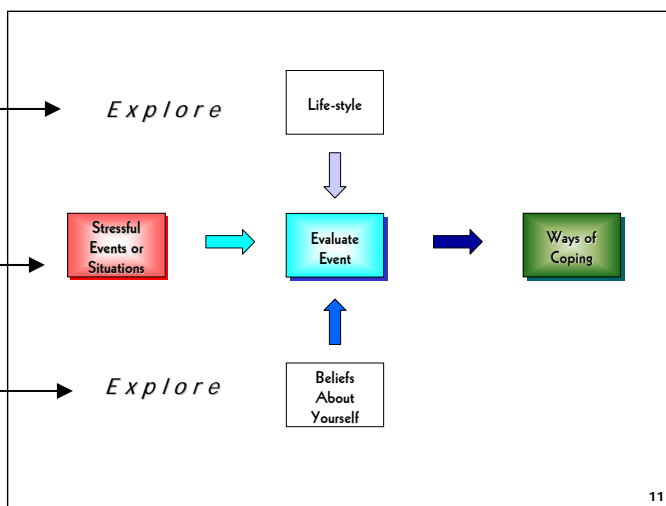 Explore
Life-style
Stressful
Events or
Situations
Evaluate
Event
Ways of
Coping
Explore
Beliefs
About
Yourself
11